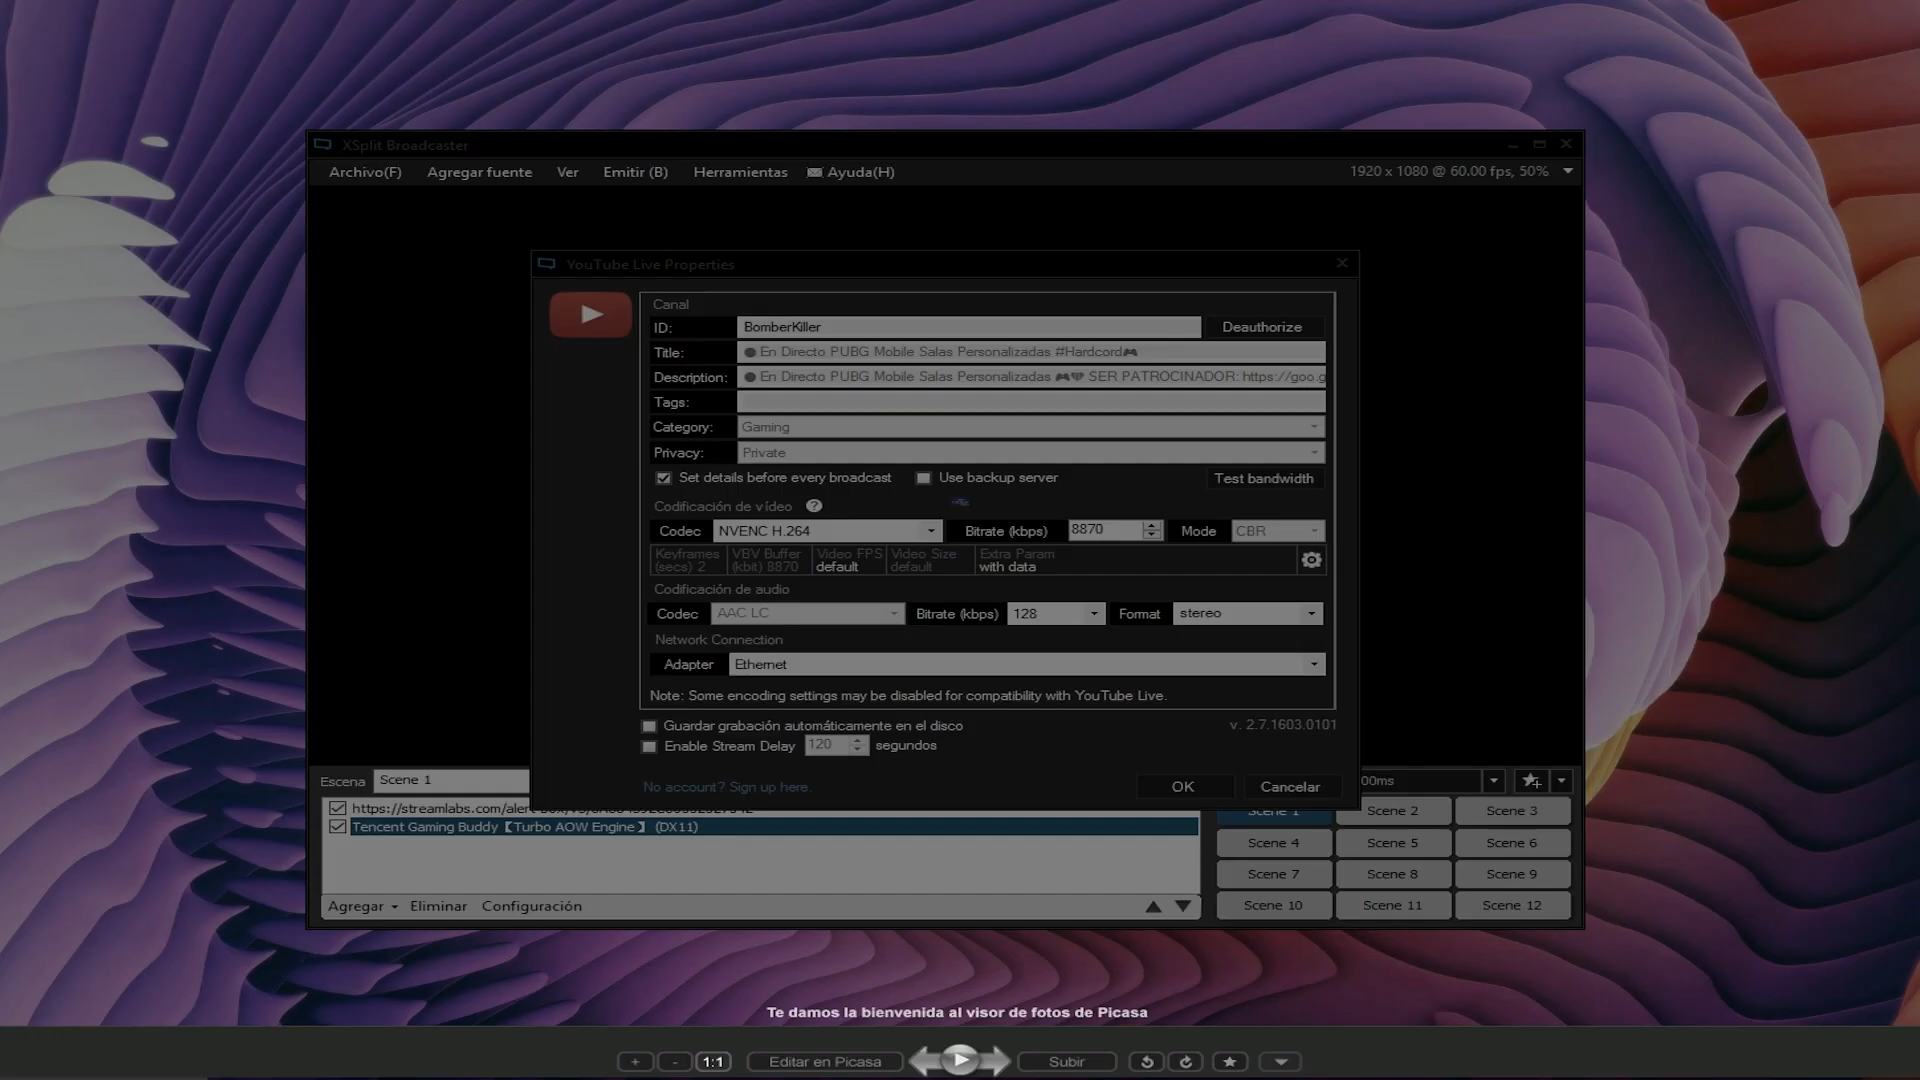 XSplit Broadcaster
Archivo(F) Agregar fuente Ver Emitir (B) Herramientas Ayuda(H) 1920 x 1080 @ 60.00 fps, 50%
YouTube Live Properties
Canal
ID: BomberKiller Deauthorize
Title: En Directo PUBG Mobile Salas Personalizadas #Hardcord🎮
Description: En Directo PUBG Mobile Salas Personalizadas 🎮💎 SER PATROCINADOR: https://goo.g
Tags:
Category: Gaming
Privacy: Private
Set details before every broadcast Use backup server Test bandwidth
Codificación de vídeo ?
Codec NVENC H.264 Bitrate (kbps) 8870 Mode CBR
Keyframes VBV Buffer Video FPS Video Size Extra Param
(secs) 2 (kbit) 8870 default default with data
Codificación de audio
Codec AAC LC Bitrate (kbps) 128 Format stereo
Network Connection
Adapter Ethernet
Note: Some encoding settings may be disabled for compatibility with YouTube Live.
Guardar grabación automáticamente en el disco v. 2.7.1603.0101
Enable Stream Delay 120 segundos
No account? Sign up here. OK Cancelar
Escena Scene 1 00ms
https://streamlabs.com/alert
Tencent Gaming Buddy【Turbo AOW Engine】 (DX11)
Scene 1 Scene 2 Scene 3
Scene 4 Scene 5 Scene 6
Scene 7 Scene 8 Scene 9
Scene 10 Scene 11 Scene 12
Agregar Eliminar Configuración
Te damos la bienvenida al visor de fotos de Picasa
+ - 1:1 Editar en Picasa Subir